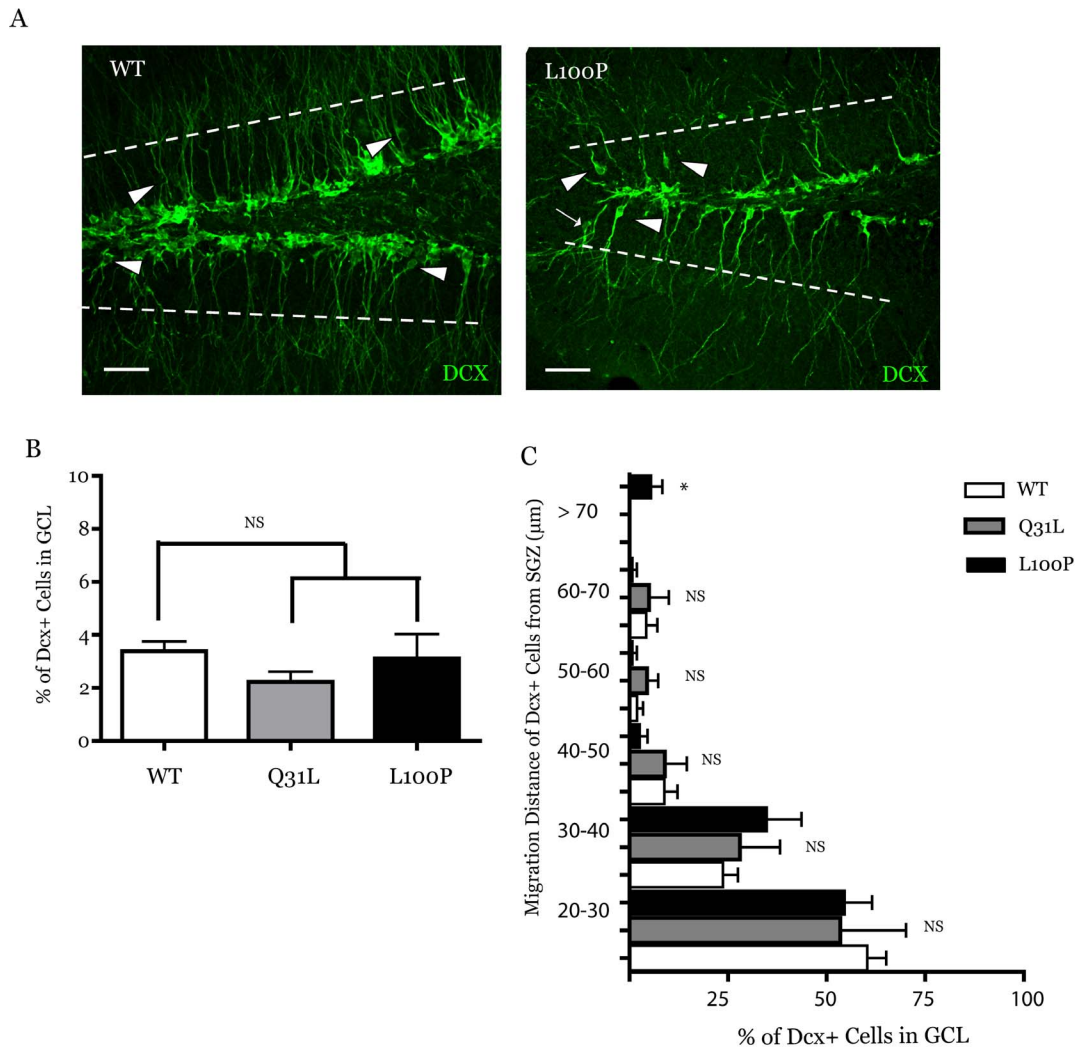 A
WT
DCX
L100P
DCX
B
% of Dcx+ Cells in GCL
10
8
6
4
2
0
NS
WT
Q31L
L100P
C
Migration Distance of Dcx+ Cells from SGZ (µm)
> 70
60-70
50-60
40-50
30-40
20-30
*
NS
NS
NS
NS
NS
25
50
75
100
% of Dcx+ Cells in GCL
WT
Q31L
L100P